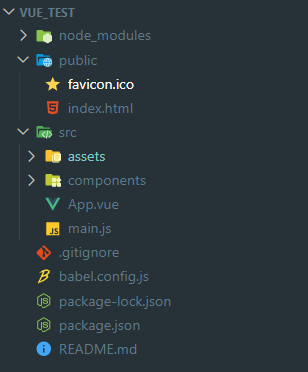 VUE_TEST
node_modules
public
favicon.ico
index.html
src
assets
components
App.vue
main.js
.gitignore
babel.config.js
package-lock.json
package.json
README.md